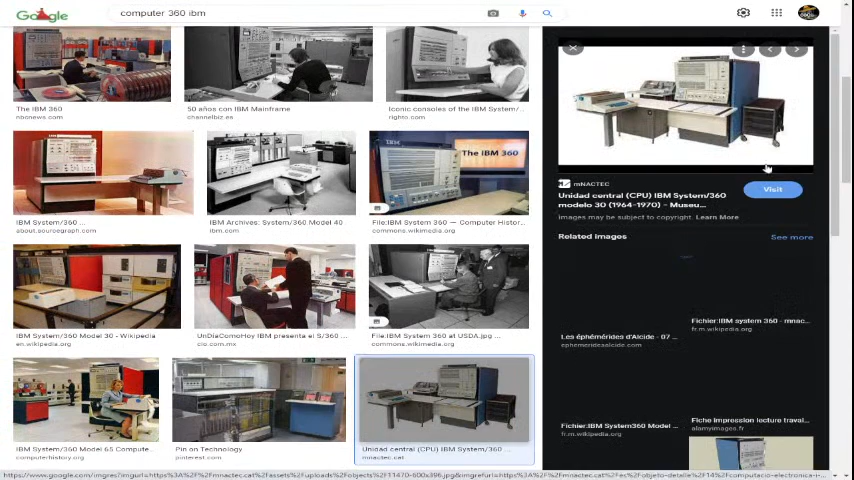 Google
computer 360 ibm
The IBM 360
nbcnews.com
50 años con IBM Mainframe
channelbiz.es
Iconic consoles of the IBM System/...
righto.com
IBM
The IBM 360
IBM System/360 ...
about.sourcegraph.com
IBM Archives: System/360 Model 40
ibm.com
File:IBM System 360 — Computer Histor...
commons.wikimedia.org
IBM System/360 Model 30 - Wikipedia
en.wikipedia.org
UnDiaComoHoy IBM presenta el S/360 ...
cio.com.mx
File:IBM System 360 at USDA.jpg ...
commons.wikimedia.org
IBM System/360 Model 65 Compute...
computerhistory.org
Pin on Technology
pinterest.com
Unidad central (CPU) IBM System/360 ...
mnactec.cat
mNACTEC
Unidad central (CPU) IBM System/360
modelo 30 (1964-1970) – Museu...
Visit
Images may be subject to copyright. Learn More
Related images
See more
Les éphémérides d'Alcide - 07 ...
ephemeridesalcide.com
Fichier:IBM system 360 - mnac...
fr.m.wikipedia.org
Fichier:IBM System360 Model ...
fr.m.wikipedia.org
Fiche impression lecture travai...
alamyimages.fr